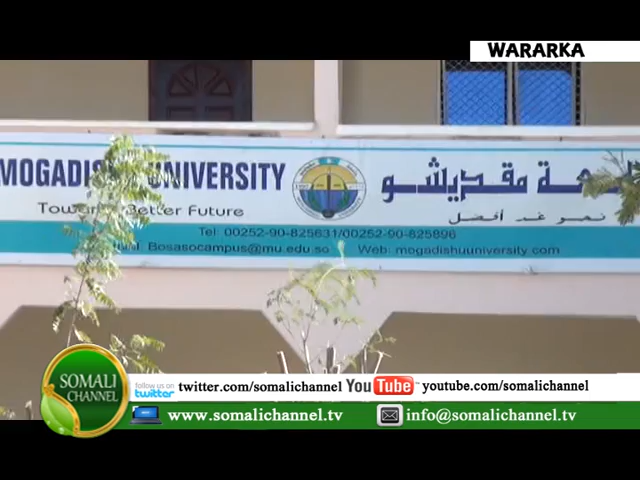 WARARKA
MOGADISHU UNIVERSITY
جامعة مقديشو
Towards Better Future
نحو غد أفضل
Tel: 00252-90-825631/00252-90-825896
Bosasocampus@mu.edu.so Web: mogadishuuniversity.com
SOMALI
CHANNEL
follow us on
twitter
twitter.com/somalichannel YouTube youtube.com/somalichannel
www.somalichannel.tv info@somalichannel.tv